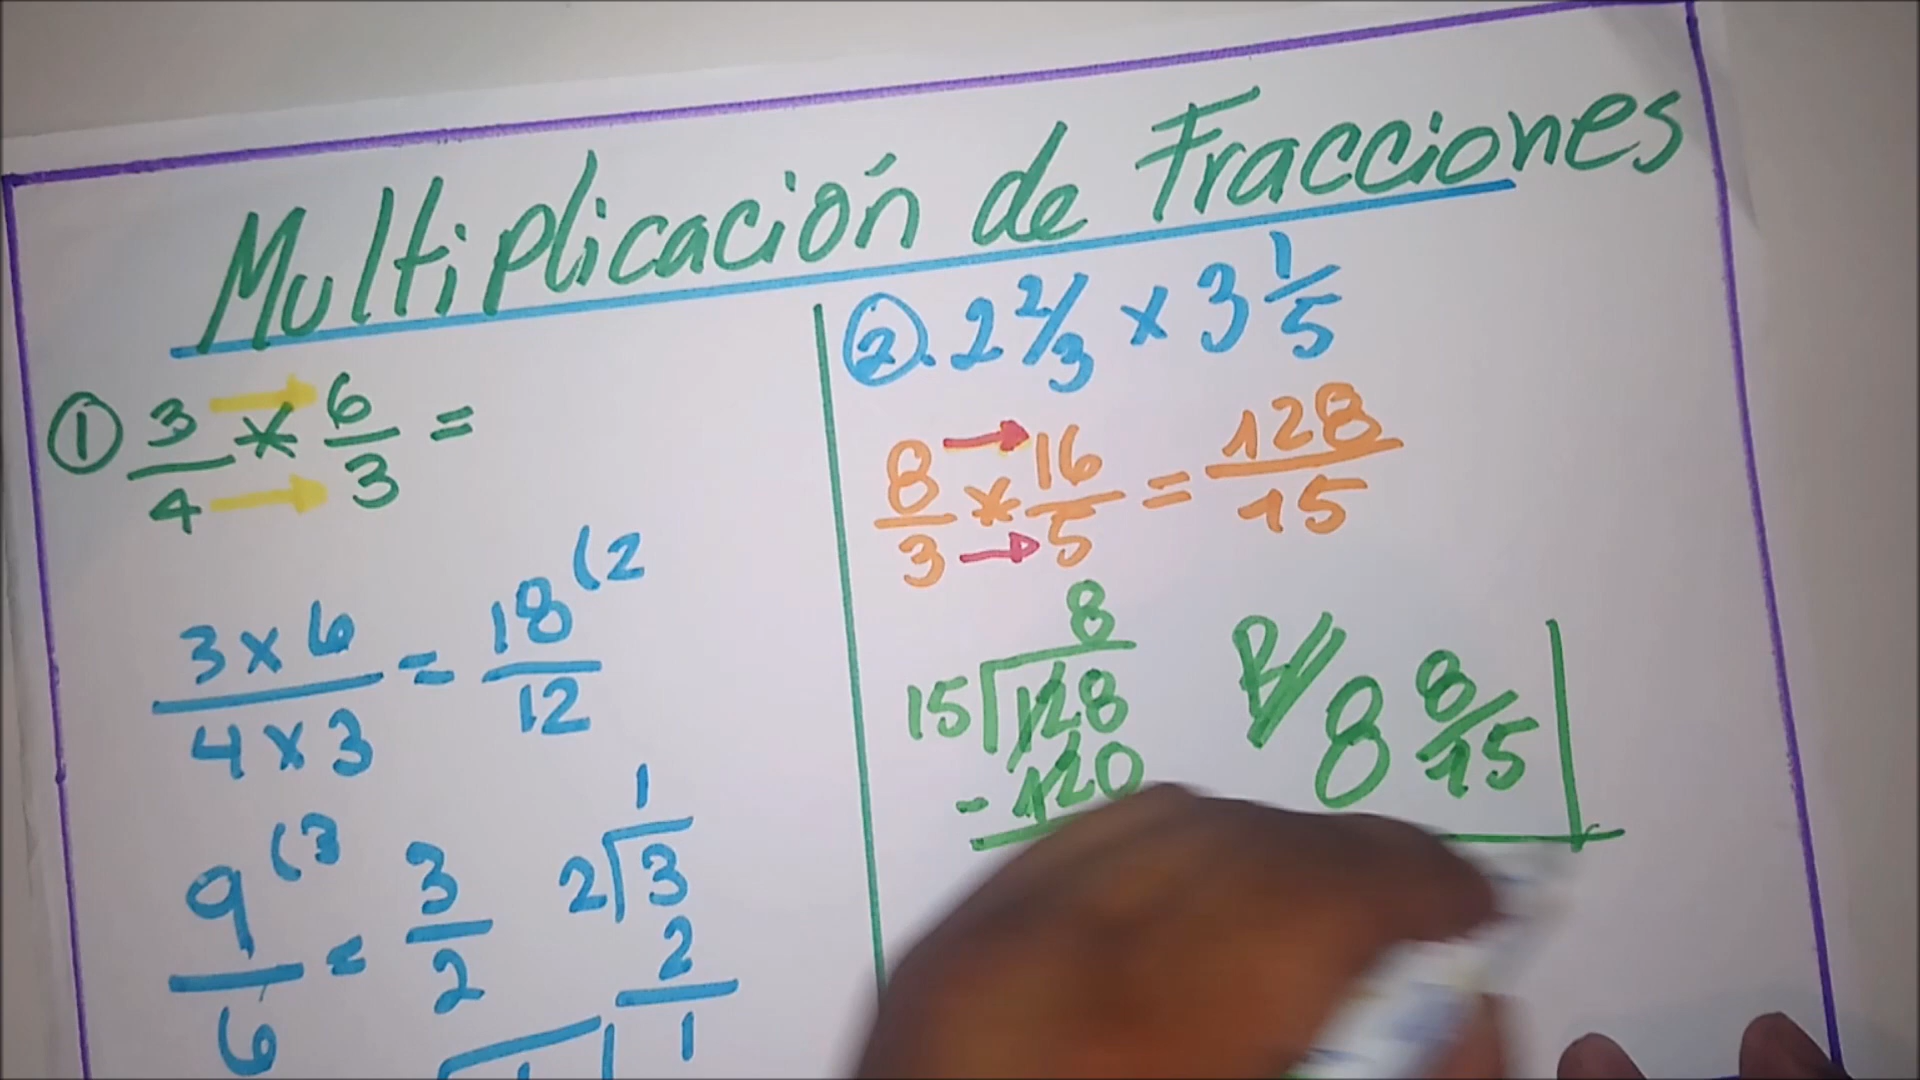 Multiplicación de Fracciones
① 3/4 * 6/3 =
3 x 6 / 4 x 3 = 18/12 (2
9/6 (3 = 3/2
1
2 3
2
1
②. 2 2/3 x 3 1/5
8/3 * 16/5 = 128/15
8
15 128
- 120
R// 8 8/15